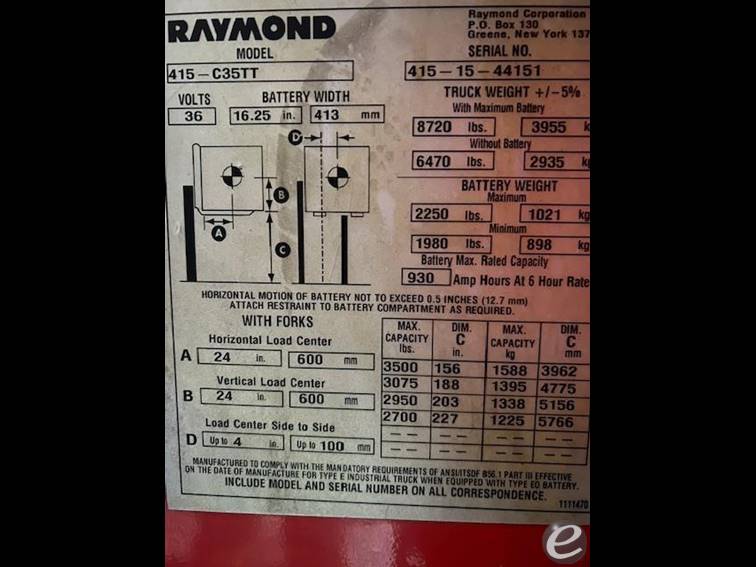 RAYMOND
Raymond Corporation
P.O. Box 130
Greene, New York 137
MODEL
415-C35TT
SERIAL NO.
415-15-44151
VOLTS
36
BATTERY WIDTH
16.25 in. 413 mm
TRUCK WEIGHT +/-5%
With Maximum Battery
8720 lbs. 3955 k
Without Battery
6470 lbs. 2935 kg
BATTERY WEIGHT
Maximum
2250 lbs. 1021 kg
Minimum
1980 lbs. 898 kg
Battery Max. Rated Capacity
930 Amp Hours At 6 Hour Rate
D
B
A
C
HORIZONTAL MOTION OF BATTERY NOT TO EXCEED 0.5 INCHES (12.7 mm)
ATTACH RESTRAINT TO BATTERY COMPARTMENT AS REQUIRED.
WITH FORKS
Horizontal Load Center
A 24 in. 600 mm
Vertical Load Center
B 24 in. 600 mm
Load Center Side to Side
D Up to 4 in. Up to 100 mm
MAX. CAPACITY lbs. DIM. C in. MAX. CAPACITY kg DIM. C mm
3500 156 1588 3962
3075 188 1395 4775
2950 203 1338 5156
2700 227 1225 5766
-- -- -- --
-- -- -- --
MANUFACTURED TO COMPLY WITH THE MANDATORY REQUIREMENTS OF ANSI/ITSDF B56.1 PART III EFFECTIVE
ON THE DATE OF MANUFACTURE FOR TYPE E INDUSTRIAL TRUCK WHEN EQUIPPED WITH TYPE EO BATTERY.
INCLUDE MODEL AND SERIAL NUMBER ON ALL CORRESPONDENCE.
1111470
e